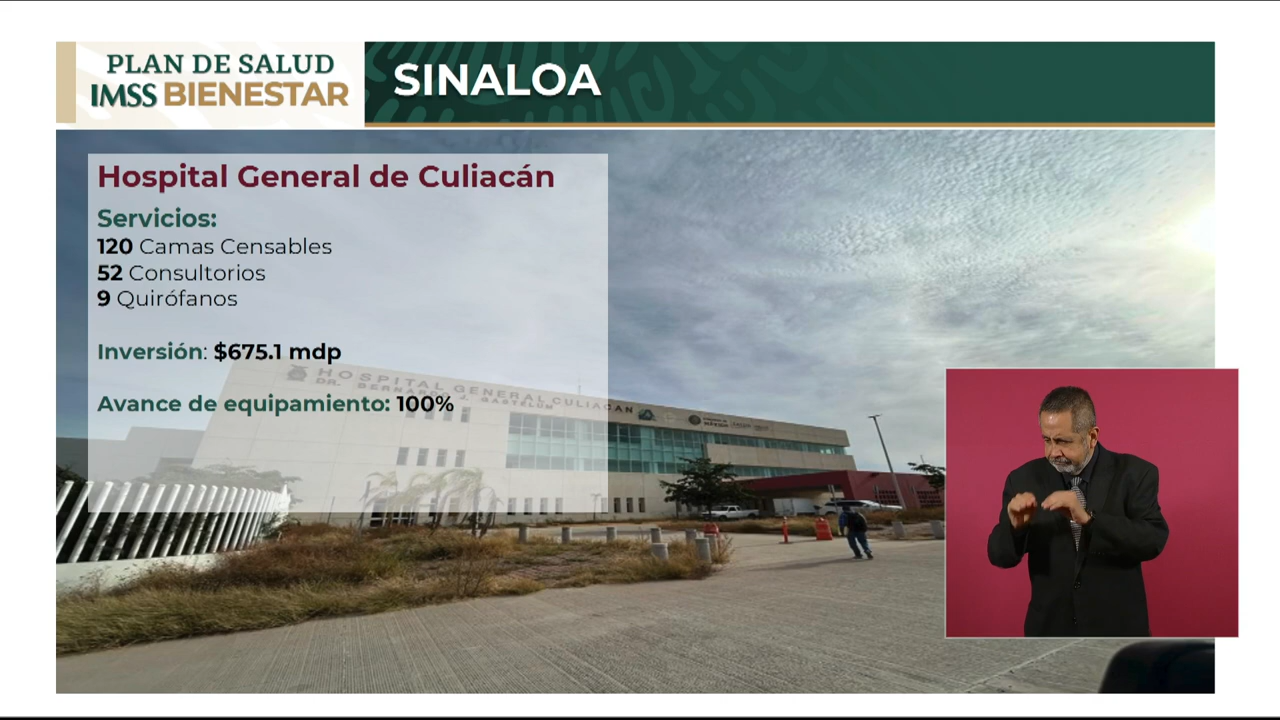 PLAN DE SALUD
IMSS BIENESTAR
SINALOA
Hospital General de Culiacán
Servicios:
120 Camas Censables
52 Consultorios
9 Quirófanos
Inversión: $675.1 mdp
Avance de equipamiento: 100%
HOSPITAL GENERAL CULIACAN
DR. BERNARDO J. GASTELUM
MÉXICO